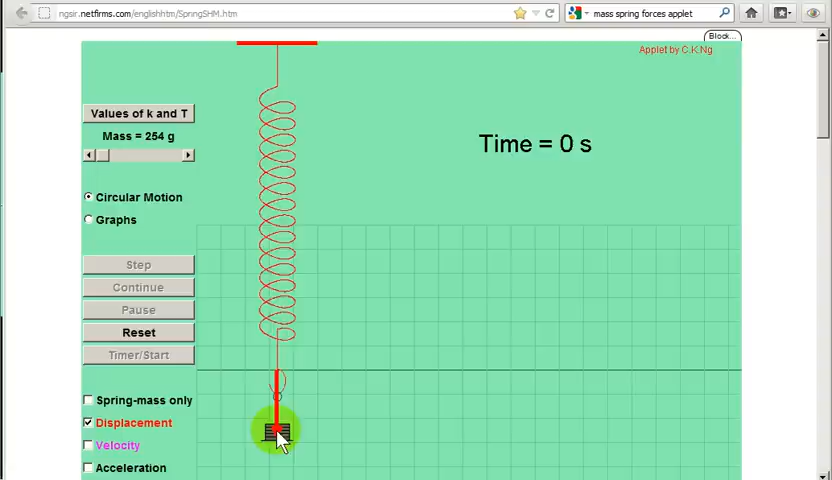 ngsir.netfirms.com/englishhtm/SpringSHM.htm
mass spring forces applet
Block...
Applet by C.K.Ng
Values of k and T
Mass = 254 g
Time = 0 s
Circular Motion
Graphs
Step
Continue
Pause
Reset
Timer/Start
Spring-mass only
Displacement
Velocity
Acceleration